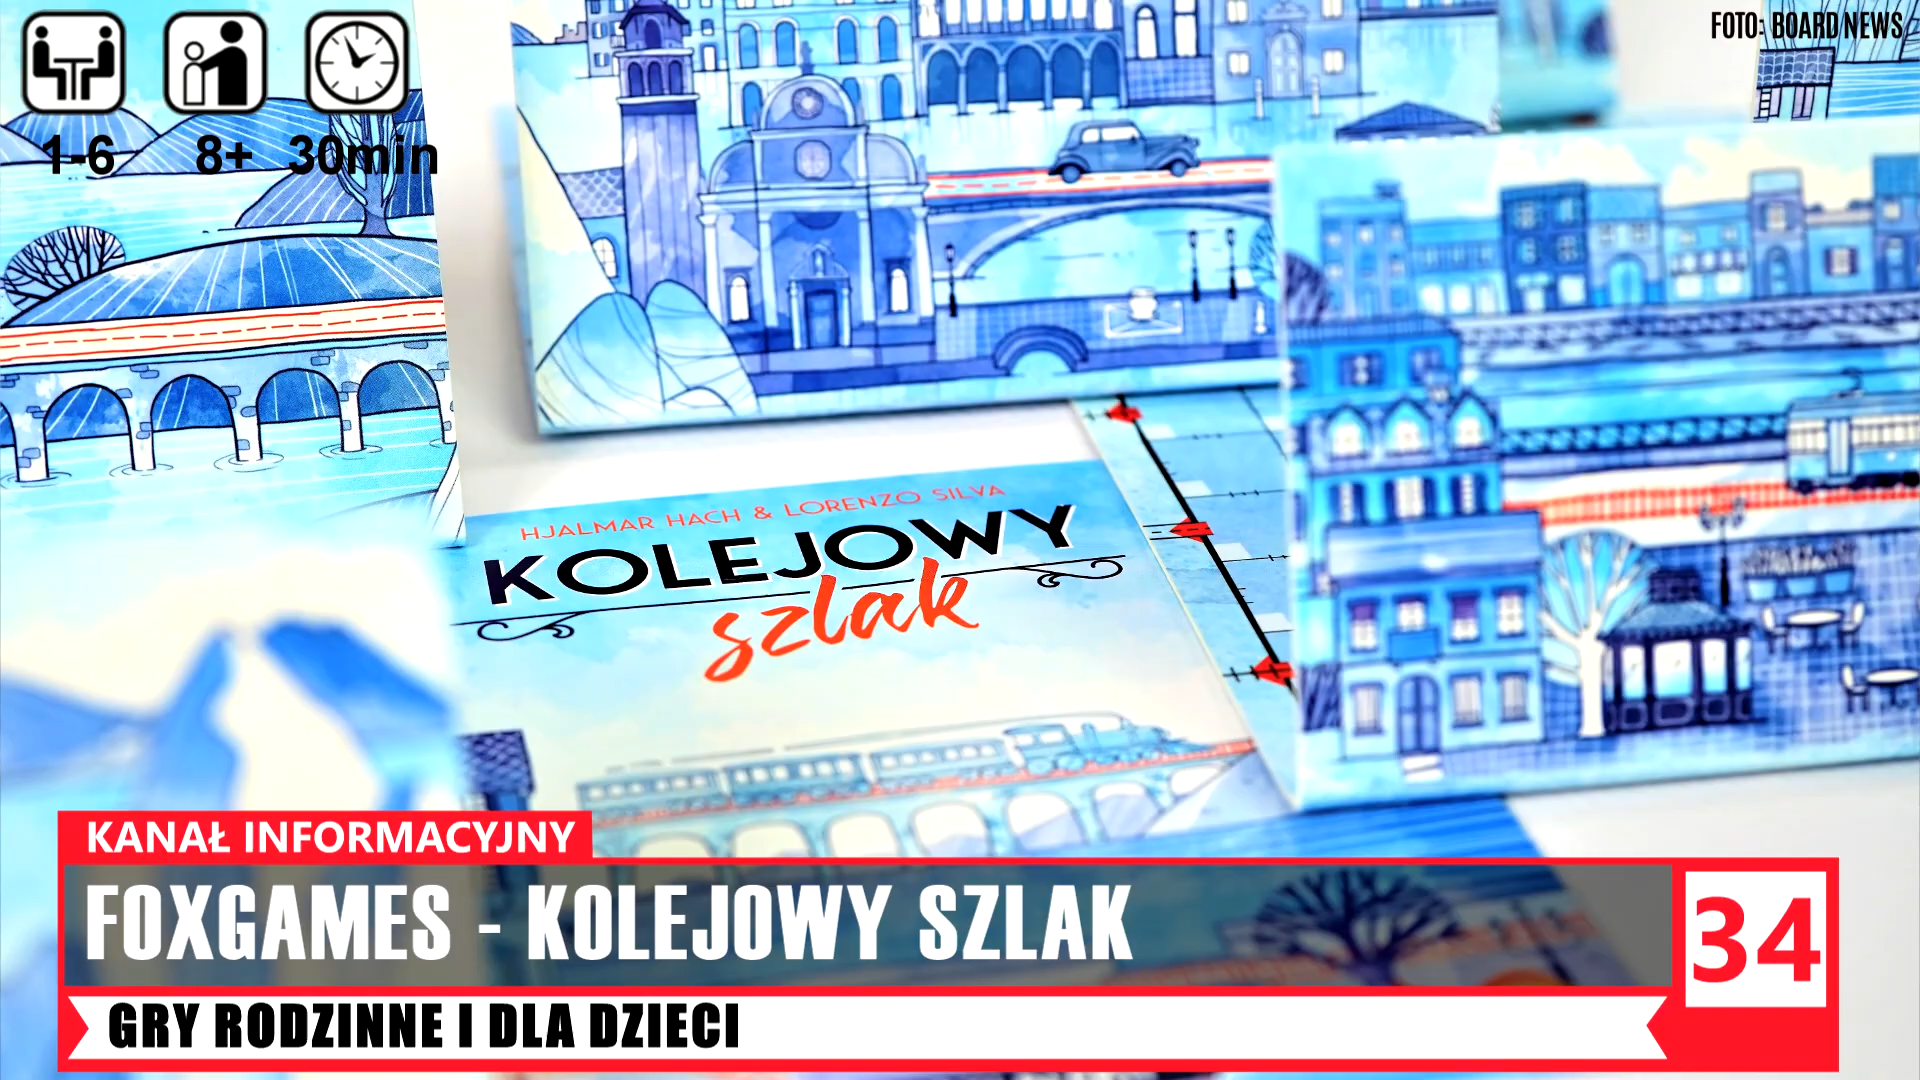 FOTO: BOARD NEWS
1-6 8+ 30min
HJALMAR HACH & LORENZO SILVA
KOLEJOWY
szlak
KANAŁ INFORMACYJNY
FOXGAMES - KOLEJOWY SZLAK
34
GRY RODZINNE I DLA DZIECI